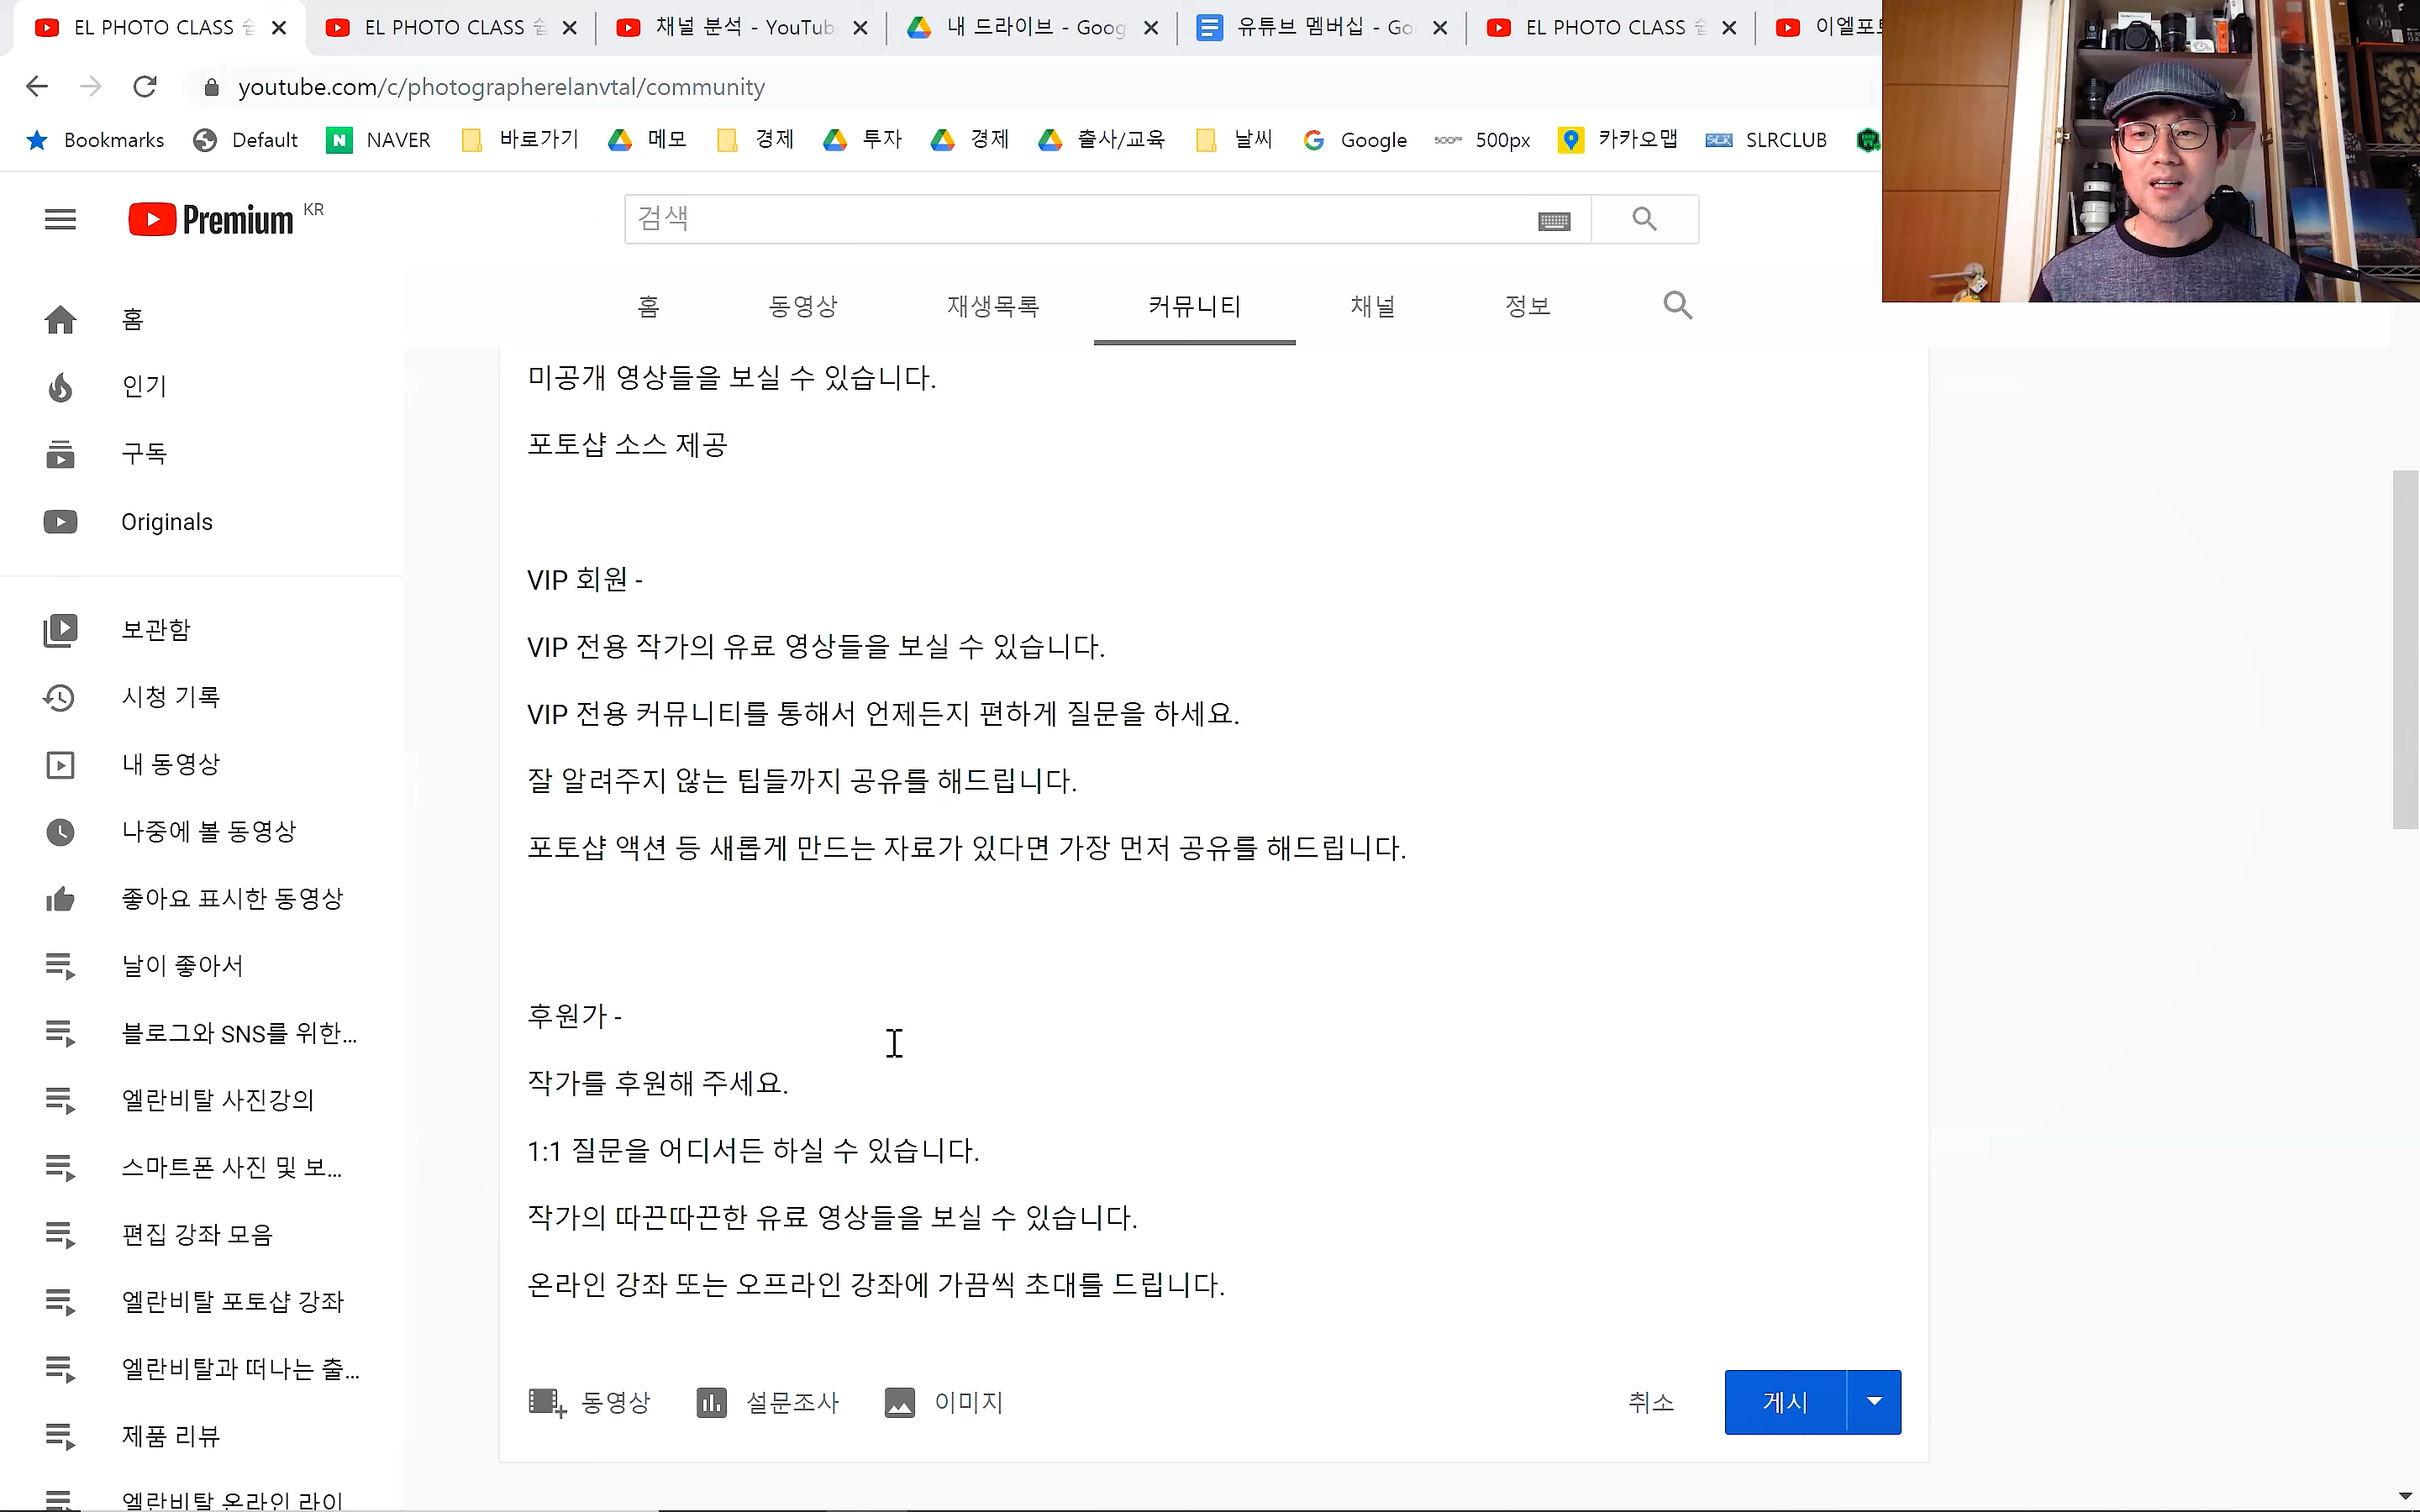 EL PHOTO CLASS
EL PHOTO CLASS
채널 분석 - YouTub
내 드라이브 - Goog
유튜브 멤버십 - Go
EL PHOTO CLASS
이엘포
youtube.com/c/photographerelanvtal/community
Bookmarks
Default
NAVER
바로가기
메모
경제
투자
경제
출사/교육
날씨
Google
500px
카카오맵
SLRCLUB
Premium KR
검색
홈
동영상
재생목록
커뮤니티
채널
정보
홈
인기
구독
Originals
보관함
시청 기록
내 동영상
나중에 볼 동영상
좋아요 표시한 동영상
날이 좋아서
블로그와 SNS를 위한...
엘란비탈 사진강의
스마트폰 사진 및 보...
편집 강좌 모음
엘란비탈 포토샵 강좌
엘란비탈과 떠나는 출...
제품 리뷰
엘란비탈 온라인 라이
미공개 영상들을 보실 수 있습니다.
포토샵 소스 제공
VIP 회원 -
VIP 전용 작가의 유료 영상들을 보실 수 있습니다.
VIP 전용 커뮤니티를 통해서 언제든지 편하게 질문을 하세요.
잘 알려주지 않는 팁들까지 공유를 해드립니다.
포토샵 액션 등 새롭게 만드는 자료가 있다면 가장 먼저 공유를 해드립니다.
후원가 -
작가를 후원해 주세요.
1:1 질문을 어디서든 하실 수 있습니다.
작가의 따끈따끈한 유료 영상들을 보실 수 있습니다.
온라인 강좌 또는 오프라인 강좌에 가끔씩 초대를 드립니다.
동영상
설문조사
이미지
취소
게시